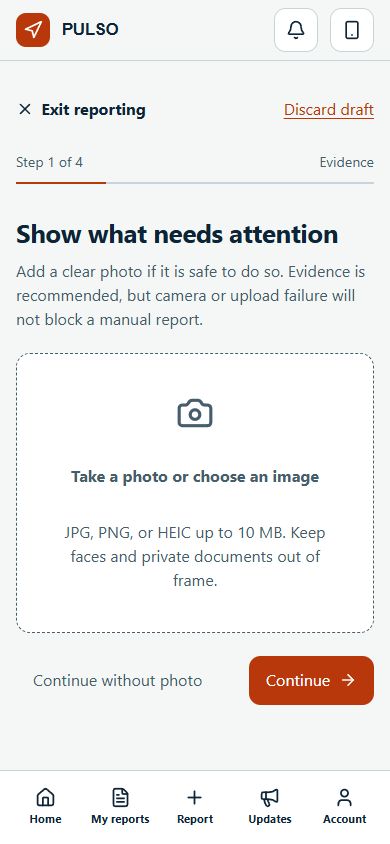 PULSO
Exit reporting
Discard draft
Step 1 of 4
Evidence
Show what needs attention
Add a clear photo if it is safe to do so. Evidence is
recommended, but camera or upload failure will
not block a manual report.
Take a photo or choose an image
JPG, PNG, or HEIC up to 10 MB. Keep
faces and private documents out of
frame.
Continue without photo
Continue
Home
My reports
Report
Updates
Account